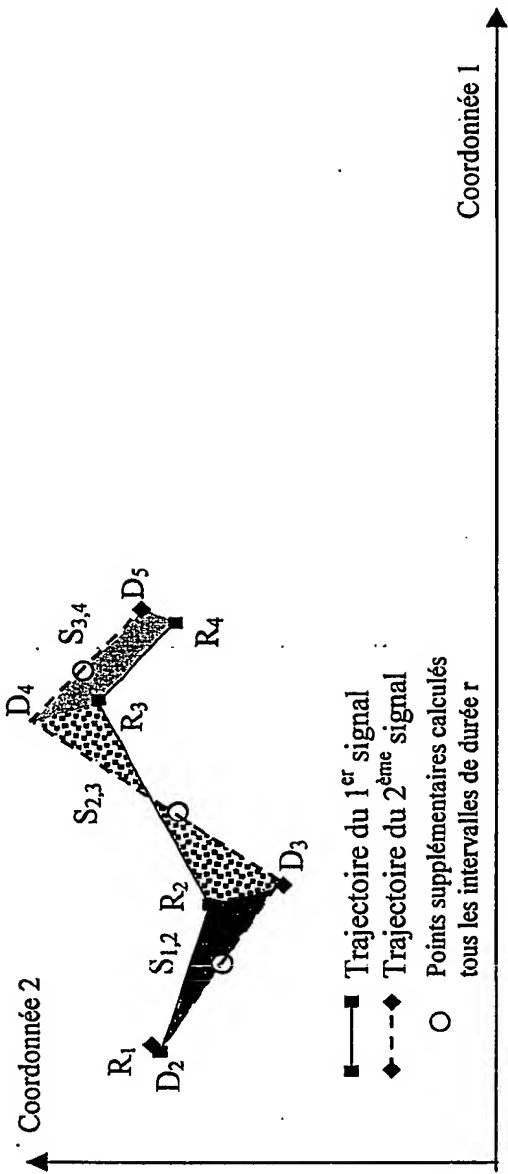 Coordonnée 2
D₄
S₃,₄
D₅
S₂,₃
R₃
R₄
R₁
S₁,₂
R₂
D₂
D₃
Trajectoire du 1er signal
Trajectoire du 2ème signal
Points supplémentaires calculés
tous les intervalles de durée r
Coordonnée 1